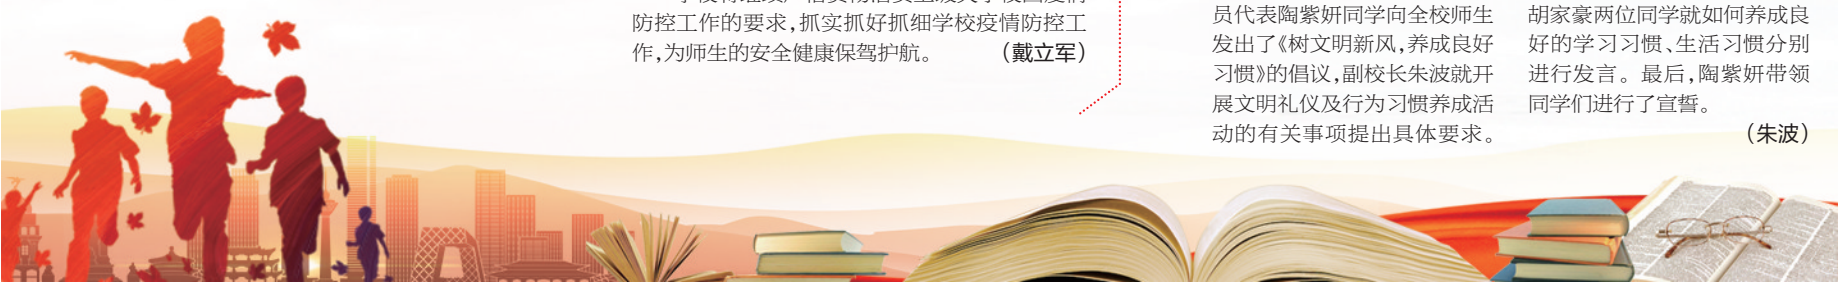 防控工作的要求，抓实抓好抓细学校疫情防控工
作，为师生的安全健康保驾护航。 （戴立军）
员代表陶紫妍同学向全校师生
发出了《树文明新风，养成良好
习惯》的倡议，副校长朱波就开
展文明礼仪及行为习惯养成活
动的有关事项提出具体要求。
胡家豪两位同学就如何养成良
好的学习习惯、生活习惯分别
进行发言。最后，陶紫妍带领
同学们进行了宣誓。
（朱波）